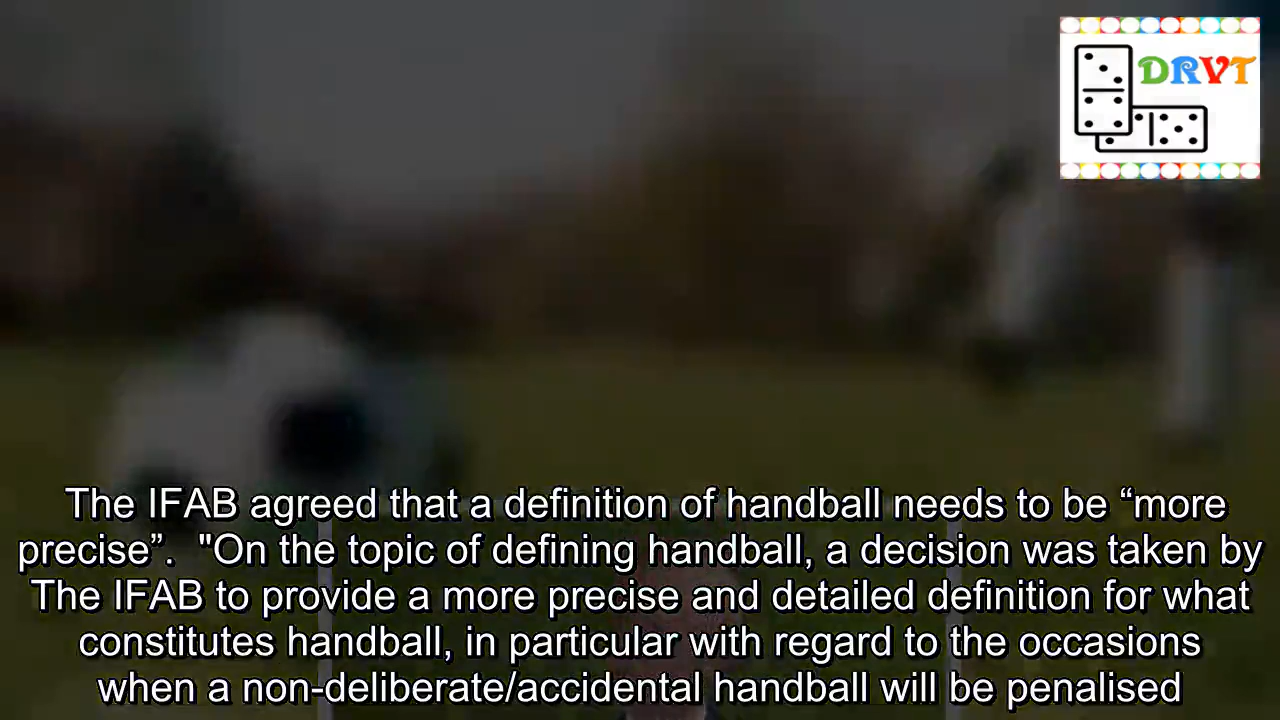 DRVT
The IFAB agreed that a definition of handball needs to be “more
precise”.  "On the topic of defining handball, a decision was taken by
The IFAB to provide a more precise and detailed definition for what
constitutes handball, in particular with regard to the occasions
when a non-deliberate/accidental handball will be penalised